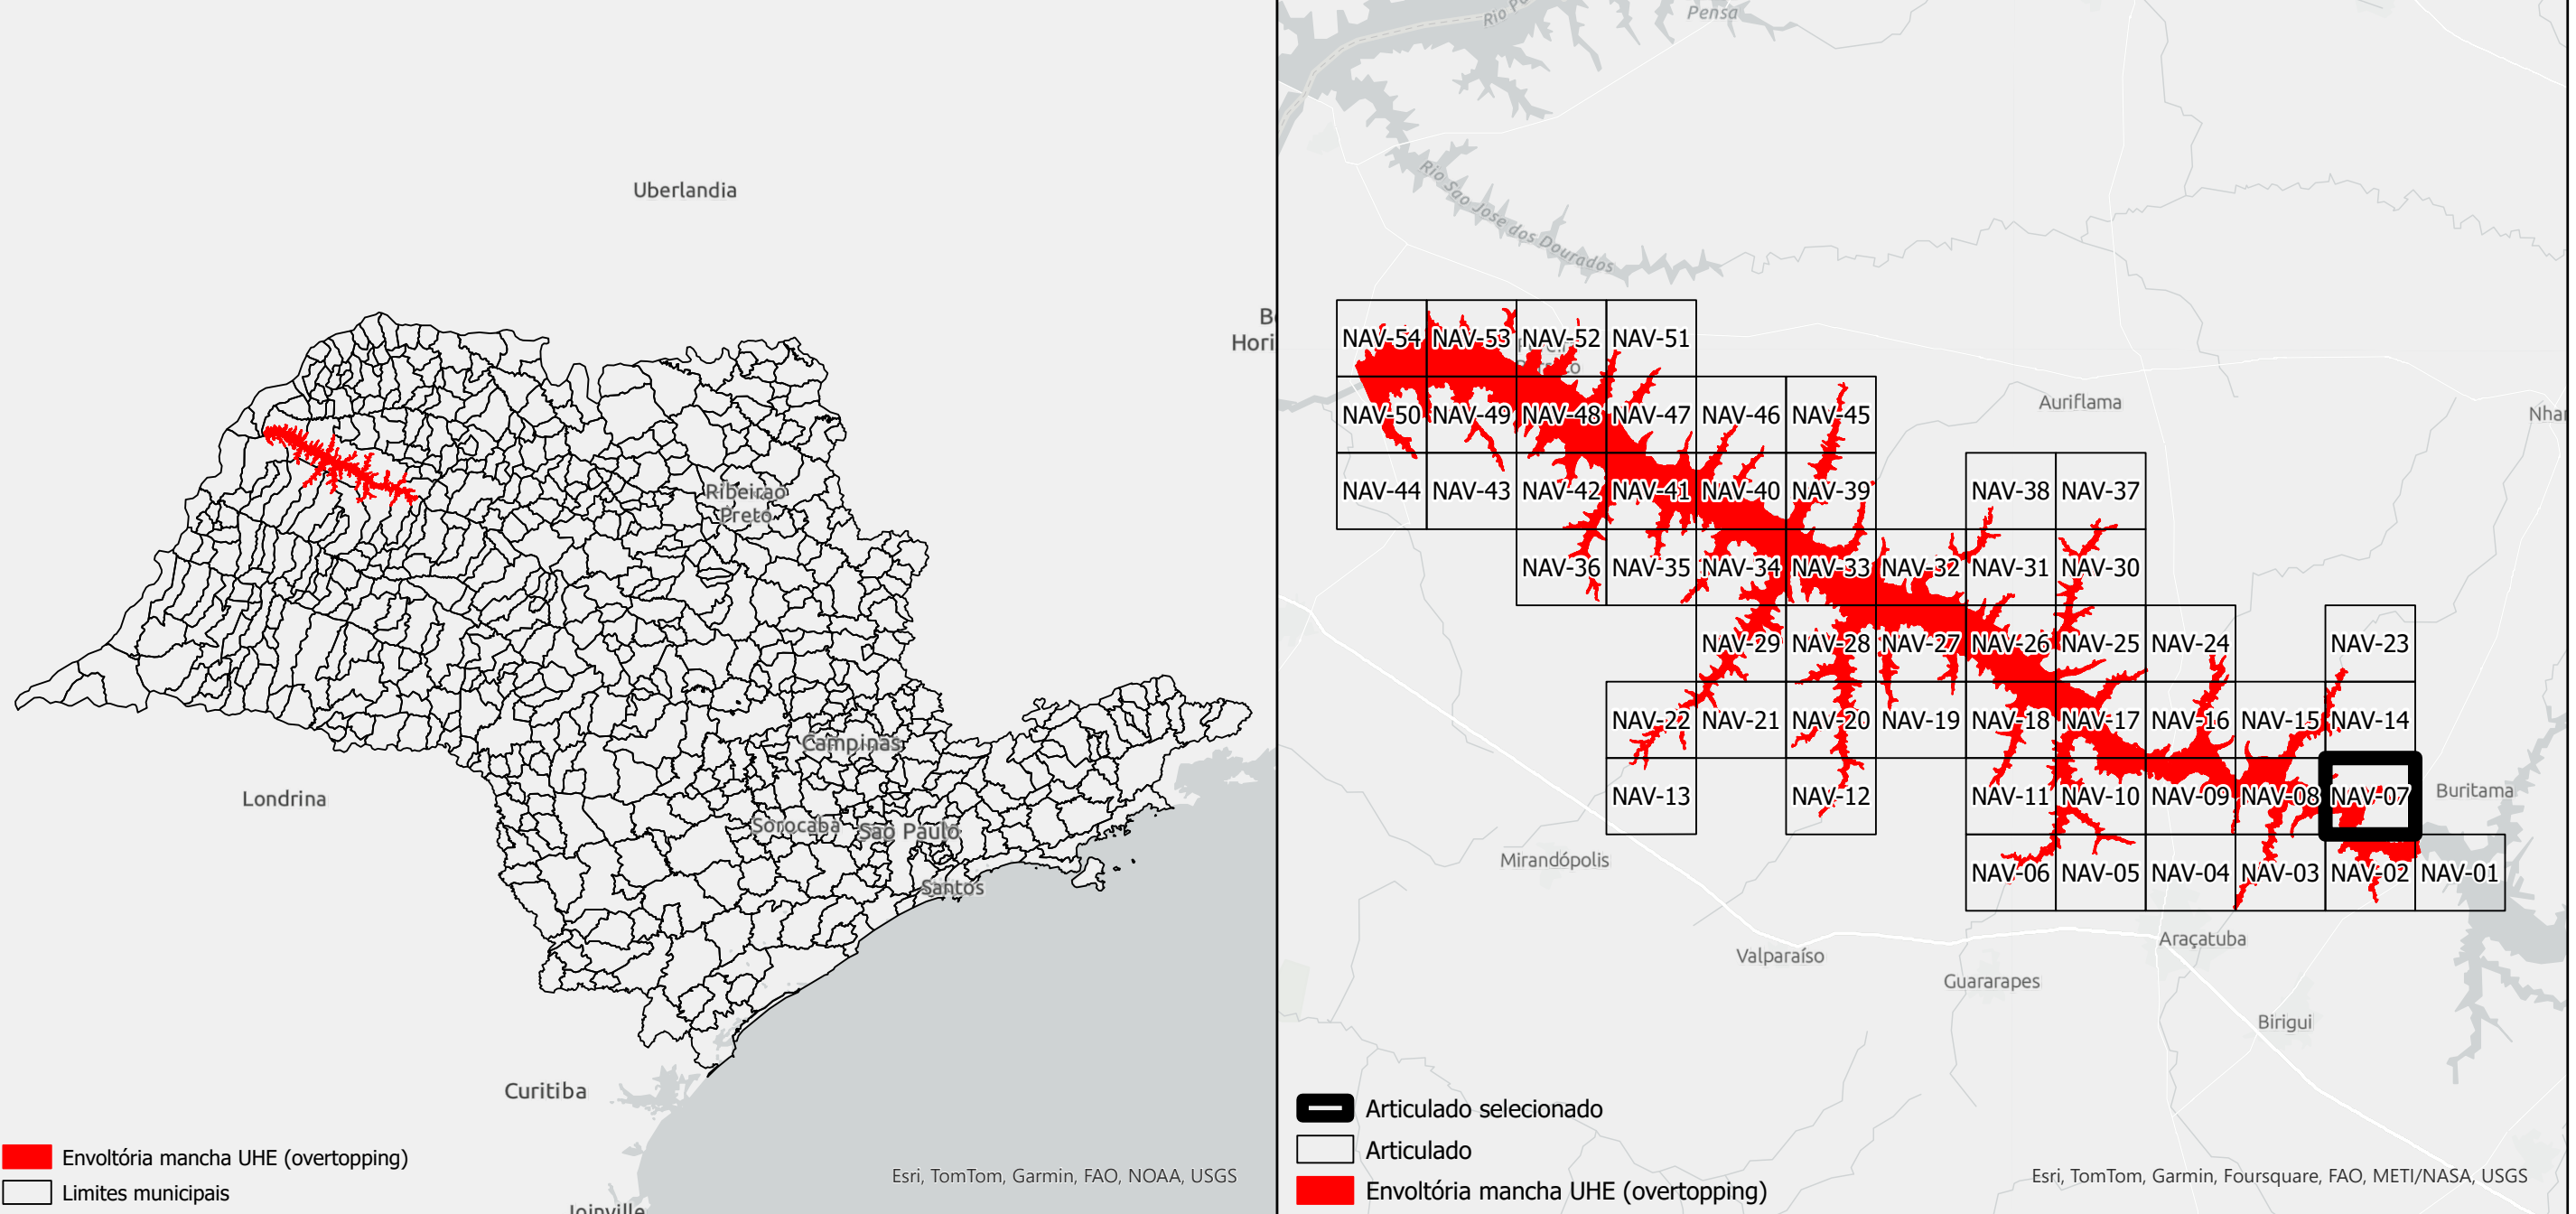 Uberlandia
Ribeirao
Preto
Campinas
Londrina
Sorocaba
Sao Paulo
Santos
Curitiba
Joinville
Hori
Envoltória mancha UHE (overtopping)
Limites municipais
Esri, TomTom, Garmin, FAO, NOAA, USGS
Pensa
Rio Sao Jose dos Dourados
NAV-54 NAV-53 NAV-52 NAV-51
NAV-50 NAV-49 NAV-48 NAV-47 NAV-46 NAV-45
Auriflama
NAV-44 NAV-43 NAV-42 NAV-41 NAV-40 NAV-39 NAV-38 NAV-37
NAV-36 NAV-35 NAV-34 NAV-33 NAV-32 NAV-31 NAV-30
NAV-29 NAV-28 NAV-27 NAV-26 NAV-25 NAV-24 NAV-23
NAV-22 NAV-21 NAV-20 NAV-19 NAV-18 NAV-17 NAV-16 NAV-15 NAV-14
NAV-13 NAV-12 NAV-11 NAV-10 NAV-09 NAV-08 NAV-07
Buritama
Mirandópolis
NAV-06 NAV-05 NAV-04 NAV-03 NAV-02 NAV-01
Araçatuba
Valparaíso
Guararapes
Birigui
Articulado selecionado
Articulado
Envoltória mancha UHE (overtopping)
Esri, TomTom, Garmin, Foursquare, FAO, METI/NASA, USGS